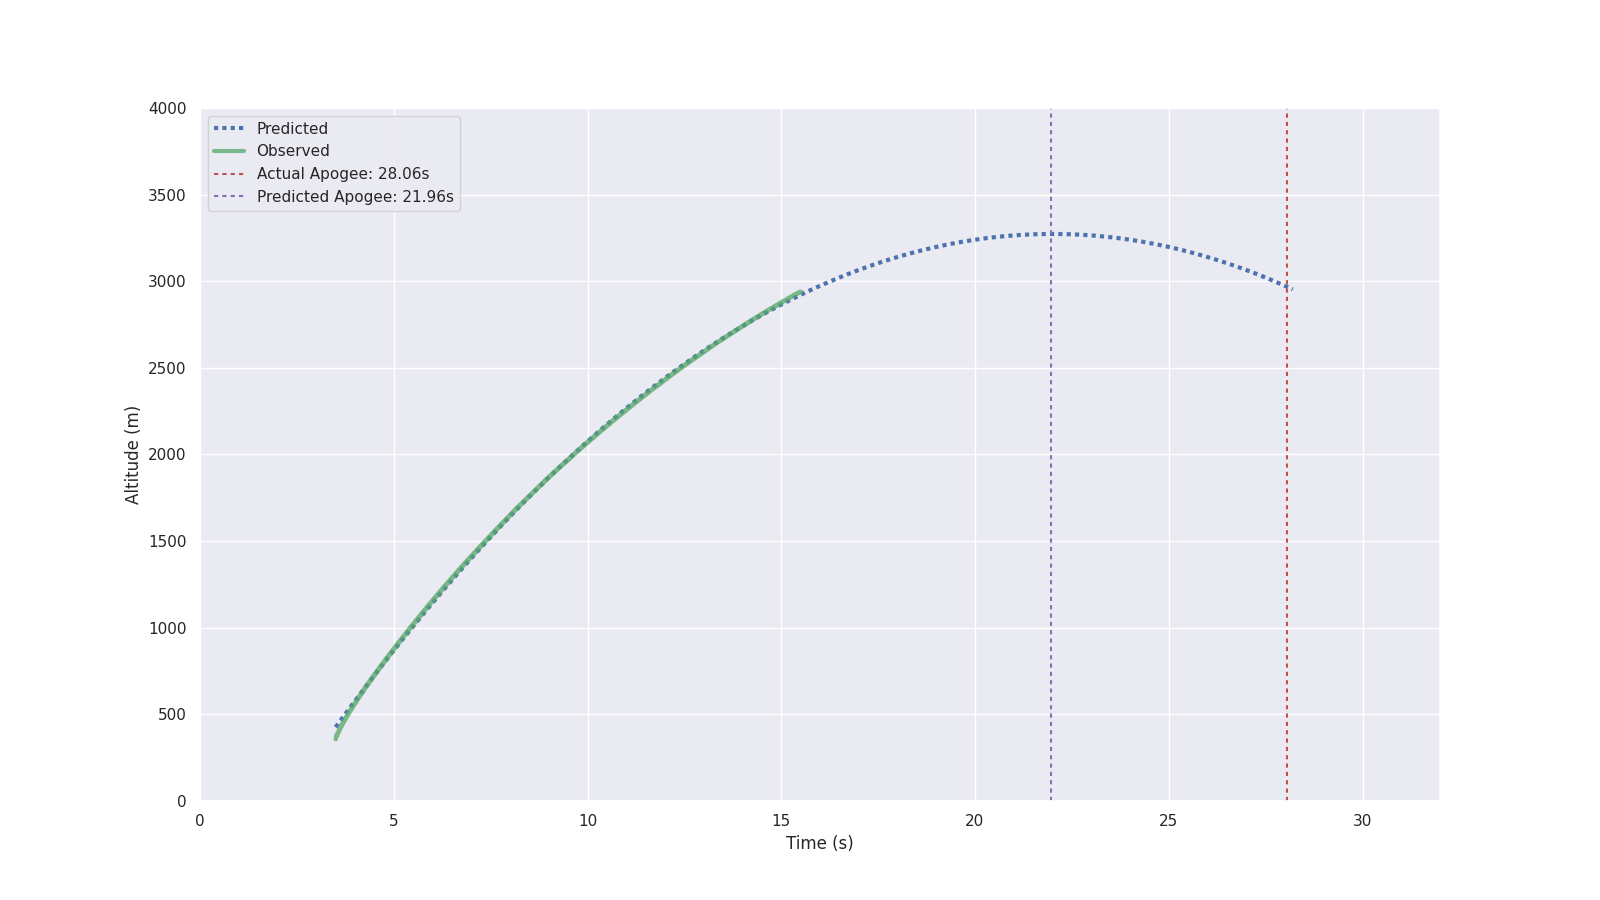 4000
3500
3000
2500
2000
1500
1000
500
0
Altitude (m)
Predicted
Observed
Actual Apogee: 28.06s
Predicted Apogee: 21.96s
0 5 10 15 20 25 30
Time (s)